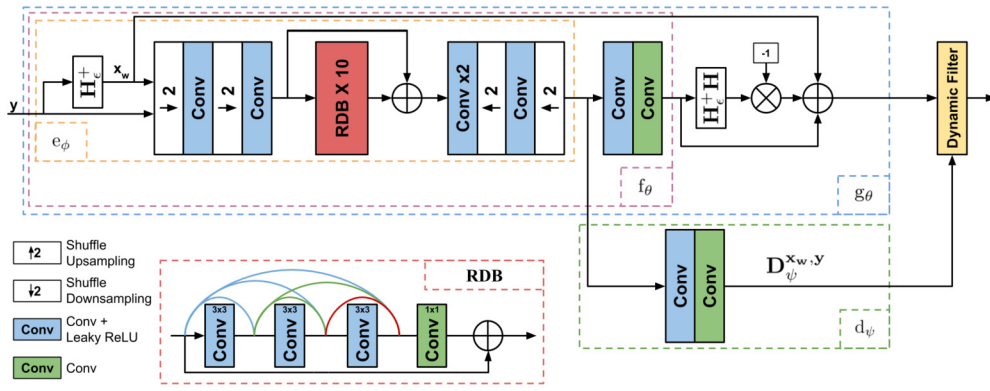 y
H_ε^+
x_w
↓2
Conv
↓2
Conv
RDB X 10
Conv x2
↑2
Conv
↑2
Conv
Conv
H_ε^+ H
-1
Dynamic Filter
e_ϕ
f_θ
g_θ
↑2 Shuffle
Upsampling
↓2 Shuffle
Downsampling
Conv Conv +
Leaky ReLU
Conv Conv
RDB
Conv 3x3
Conv 3x3
Conv 3x3
Conv 1x1
Conv
Conv
D_ψ^{x_w, y}
d_ψ